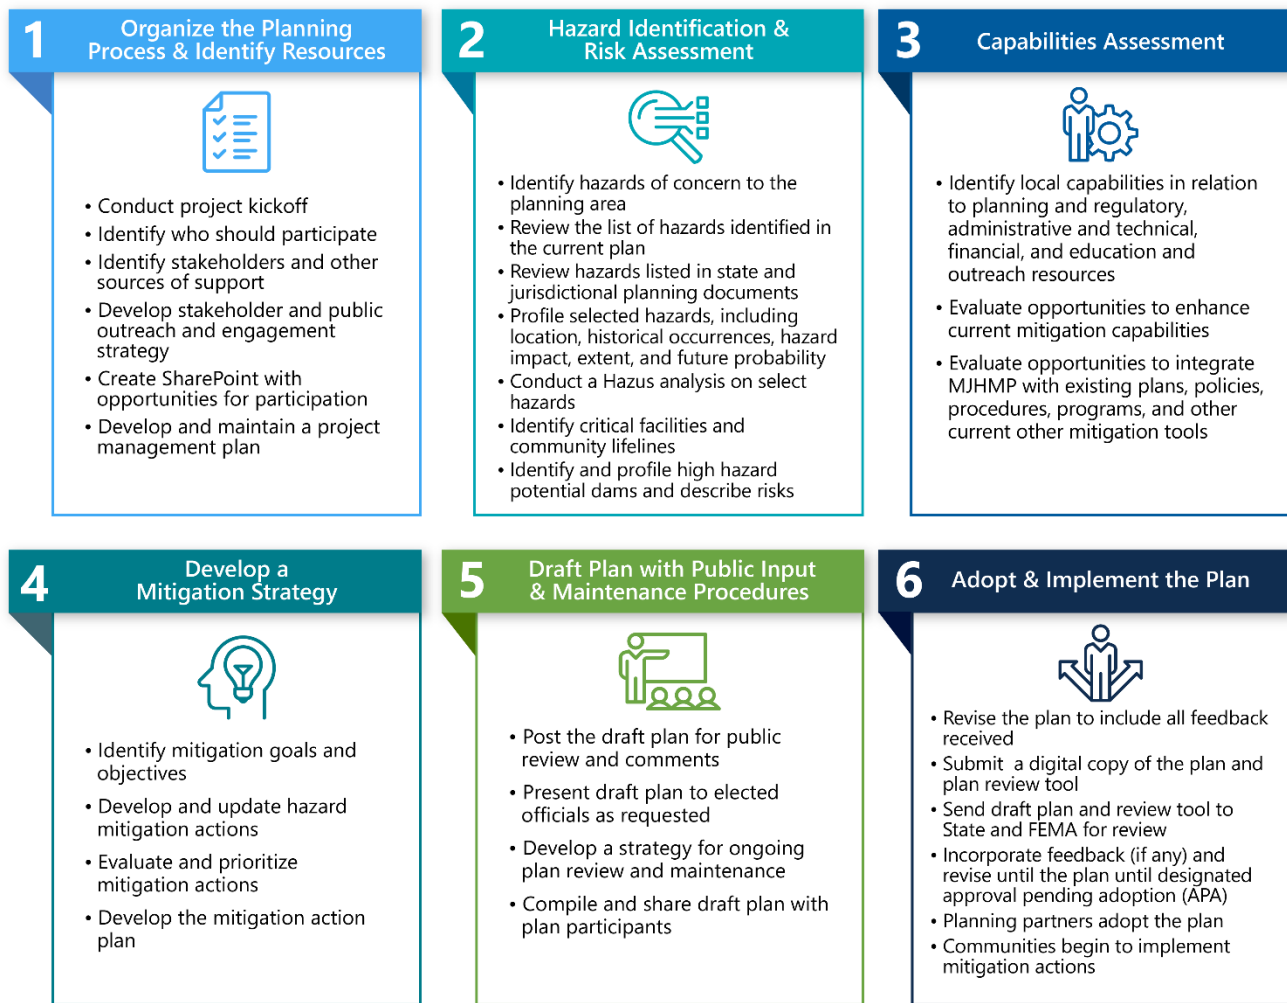 1
Organize the Planning
Process & Identify Resources
• Conduct project kickoff
• Identify who should participate
• Identify stakeholders and other
sources of support
• Develop stakeholder and public
outreach and engagement
strategy
• Create SharePoint with
opportunities for participation
• Develop and maintain a project
management plan
2
Hazard Identification &
Risk Assessment
• Identify hazards of concern to the
planning area
• Review the list of hazards identified in
the current plan
• Review hazards listed in state and
jurisdictional planning documents
• Profile selected hazards, including
location, historical occurrences, hazard
impact, extent, and future probability
• Conduct a Hazus analysis on select
hazards
• Identify critical facilities and
community lifelines
• Identify and profile high hazard
potential dams and describe risks
3
Capabilities Assessment
• Identify local capabilities in relation
to planning and regulatory,
administrative and technical,
financial, and education and
outreach resources
• Evaluate opportunities to enhance
current mitigation capabilities
• Evaluate opportunities to integrate
MJHMP with existing plans, policies,
procedures, programs, and other
current other mitigation tools
4
Develop a
Mitigation Strategy
• Identify mitigation goals and
objectives
• Develop and update hazard
mitigation actions
• Evaluate and prioritize
mitigation actions
• Develop the mitigation action
plan
5
Draft Plan with Public Input
& Maintenance Procedures
• Post the draft plan for public
review and comments
• Present draft plan to elected
officials as requested
• Develop a strategy for ongoing
plan review and maintenance
• Compile and share draft plan with
plan participants
6
Adopt & Implement the Plan
• Revise the plan to include all feedback
received
• Submit a digital copy of the plan and
plan review tool
• Send draft plan and review tool to
State and FEMA for review
• Incorporate feedback (if any) and
revise until the plan until designated
approval pending adoption (APA)
• Planning partners adopt the plan
• Communities begin to implement
mitigation actions